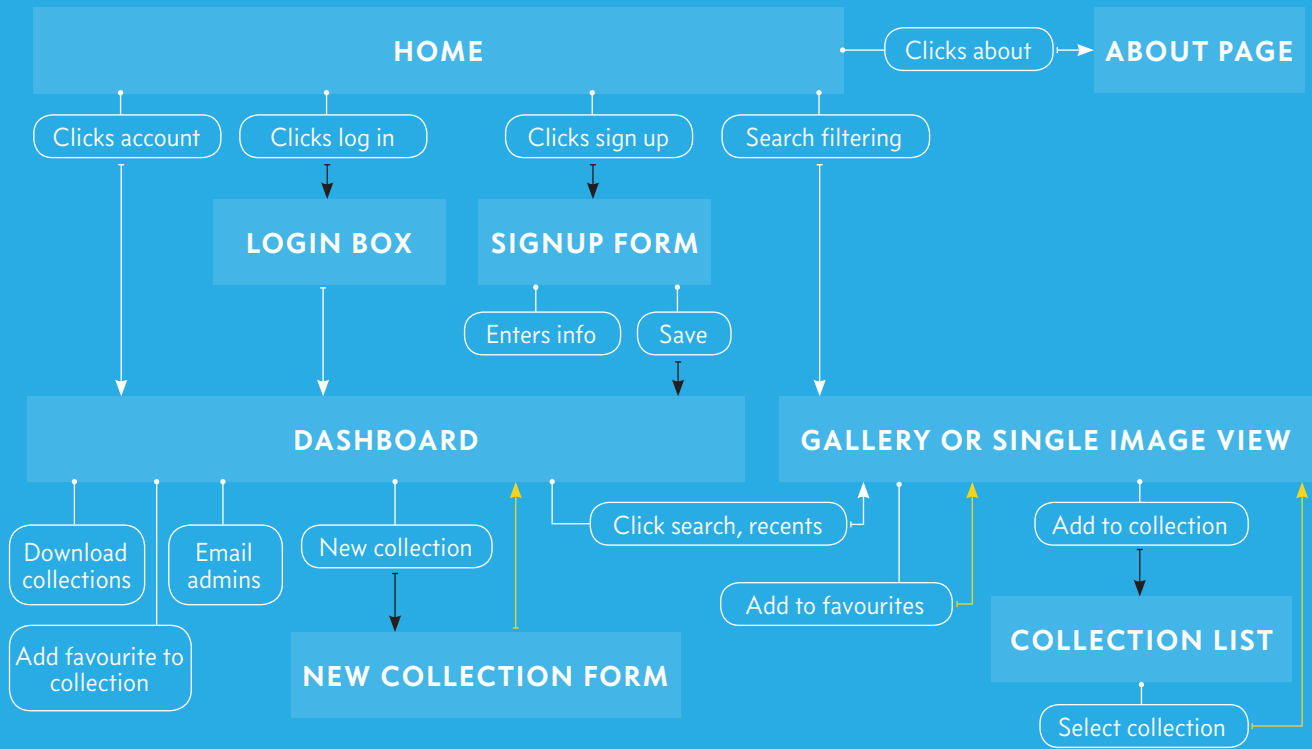 HOME
Clicks about
ABOUT PAGE
Clicks account
Clicks log in
Clicks sign up
Search filtering
LOGIN BOX
SIGNUP FORM
Enters info
Save
DASHBOARD
GALLERY OR SINGLE IMAGE VIEW
Download
collections
Email
admins
New collection
Click search, recents
Add to collection
Add to favourites
Add favourite to
collection
NEW COLLECTION FORM
COLLECTION LIST
Select collection